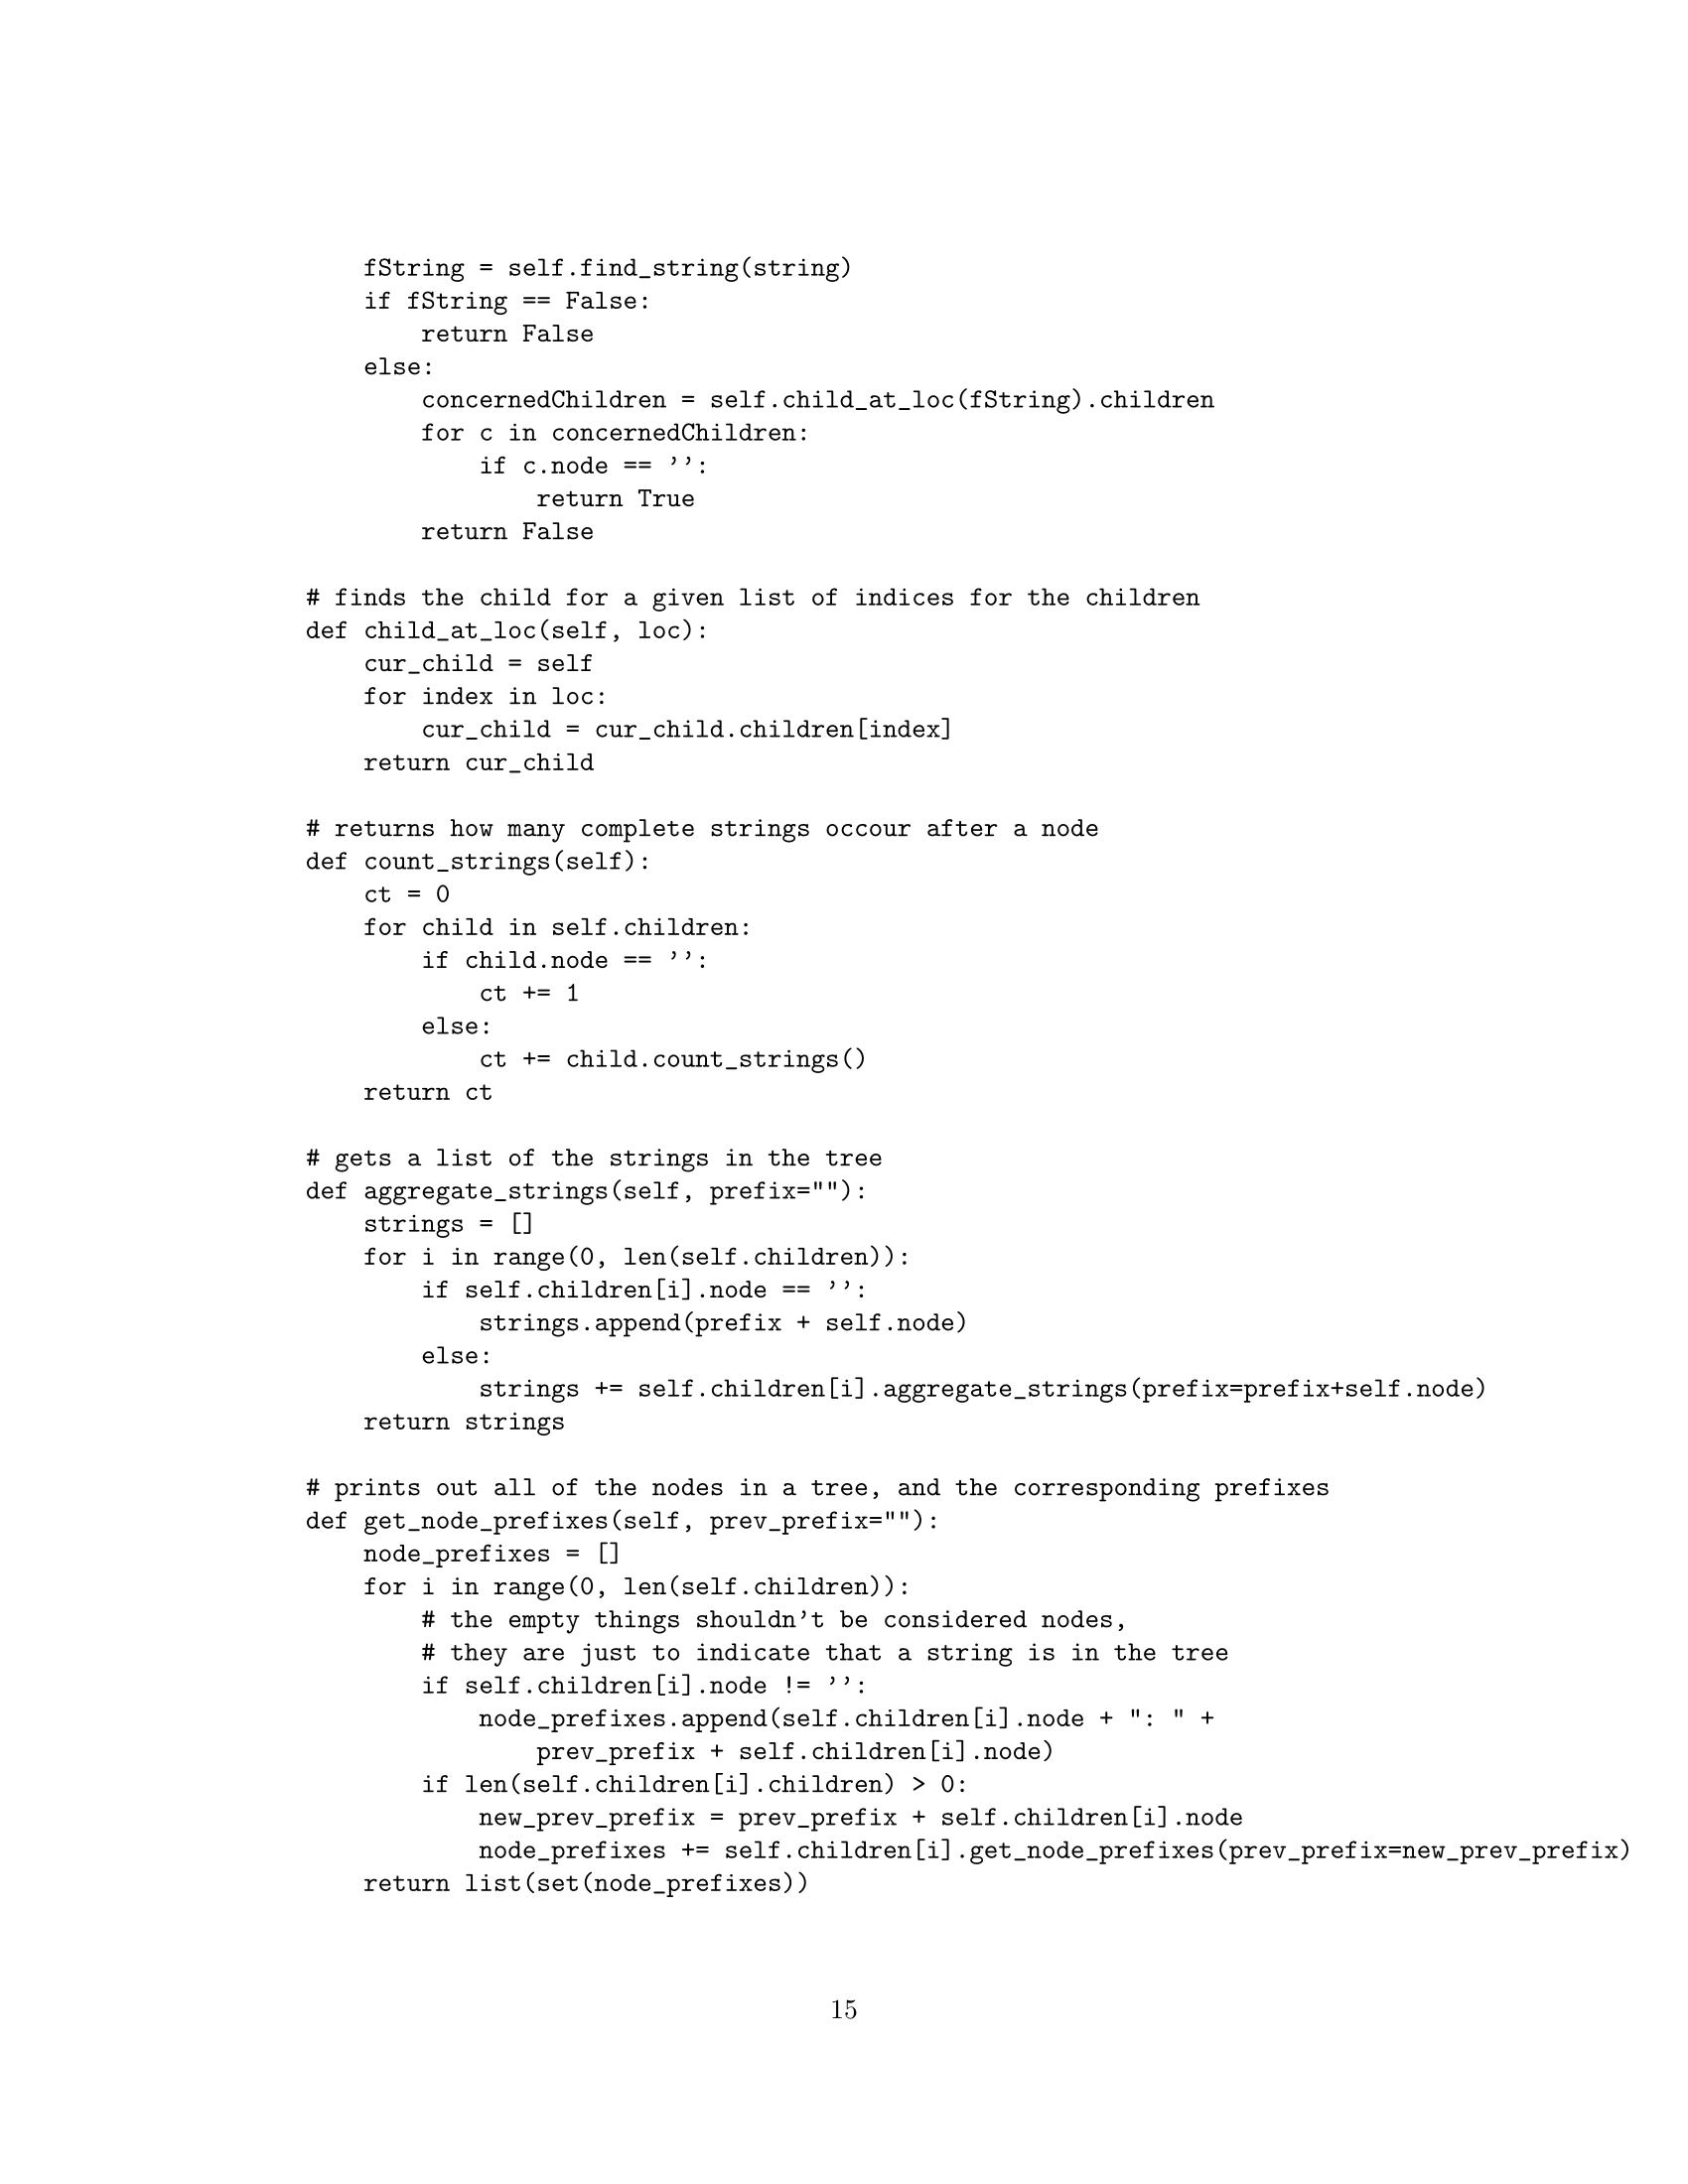 fString = self.find_string(string)
    if fString == False:
        return False
    else:
        concernedChildren = self.child_at_loc(fString).children
        for c in concernedChildren:
            if c.node == '':
                return True
        return False

# finds the child for a given list of indices for the children
def child_at_loc(self, loc):
    cur_child = self
    for index in loc:
        cur_child = cur_child.children[index]
    return cur_child

# returns how many complete strings occour after a node
def count_strings(self):
    ct = 0
    for child in self.children:
        if child.node == '':
            ct += 1
        else:
            ct += child.count_strings()
    return ct

# gets a list of the strings in the tree
def aggregate_strings(self, prefix=""):
    strings = []
    for i in range(0, len(self.children)):
        if self.children[i].node == '':
            strings.append(prefix + self.node)
        else:
            strings += self.children[i].aggregate_strings(prefix=prefix+self.node)
    return strings

# prints out all of the nodes in a tree, and the corresponding prefixes
def get_node_prefixes(self, prev_prefix=""):
    node_prefixes = []
    for i in range(0, len(self.children)):
        # the empty things shouldn't be considered nodes,
        # they are just to indicate that a string is in the tree
        if self.children[i].node != '':
            node_prefixes.append(self.children[i].node + ": " +
                prev_prefix + self.children[i].node)
        if len(self.children[i].children) > 0:
            new_prev_prefix = prev_prefix + self.children[i].node
            node_prefixes += self.children[i].get_node_prefixes(prev_prefix=new_prev_prefix)
    return list(set(node_prefixes))

15